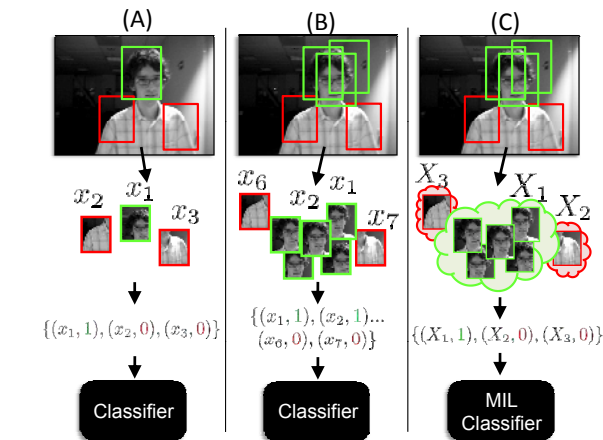 (A)
(B)
(C)
x₂
x₁
x₃
x₆
x₂
x₁
x₇
X₃
X₁
X₂
{(x₁, 1), (x₂, 0), (x₃, 0)}
{(x₁, 1), (x₂, 1)...
(x₆, 0), (x₇, 0)}
{(X₁, 1), (X₂, 0), (X₃, 0)}
Classifier
Classifier
MIL
Classifier